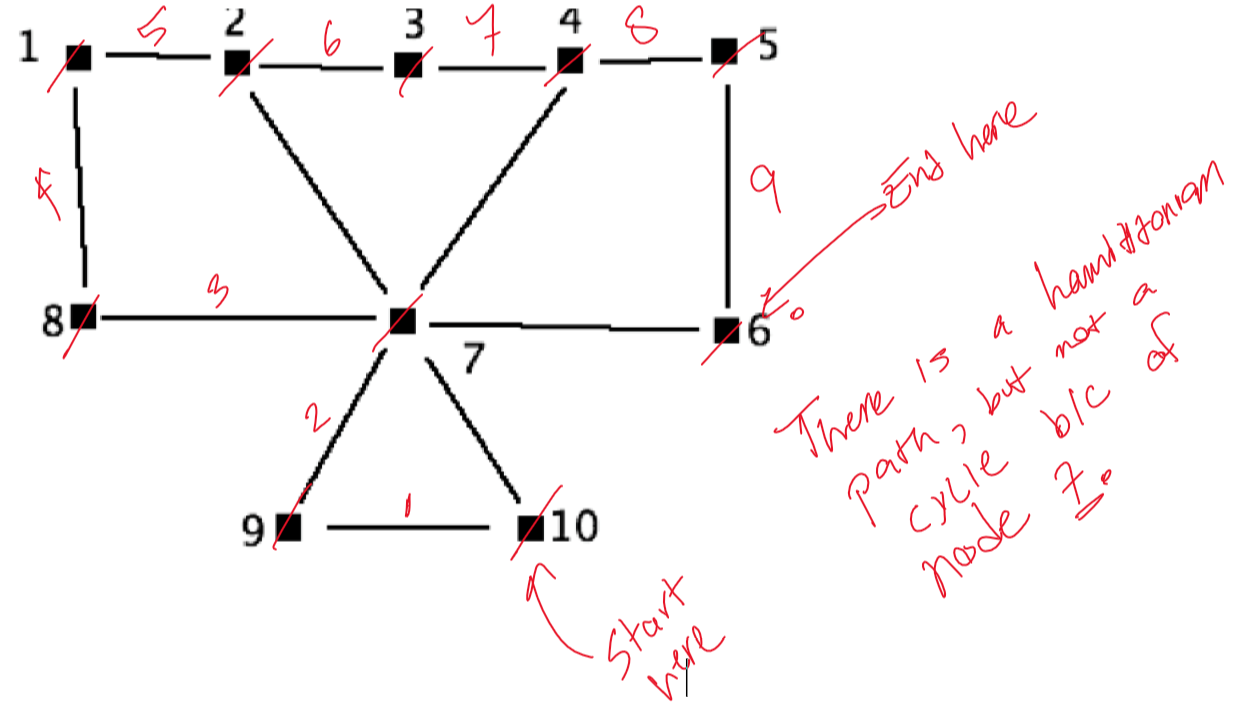 1
5
2
6
3
7
4
8
5
4
9
End here
8
3
7
6
2
9
1
10
Start
here
There is a hamiltonian
path, but not a
cycle b/c of
node 7.